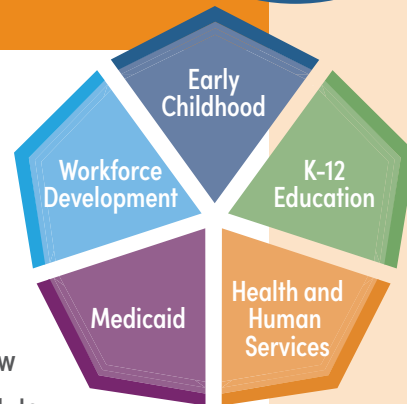 Early
Childhood
Workforce
Development
K-12
Education
Medicaid
Health and
Human
Services